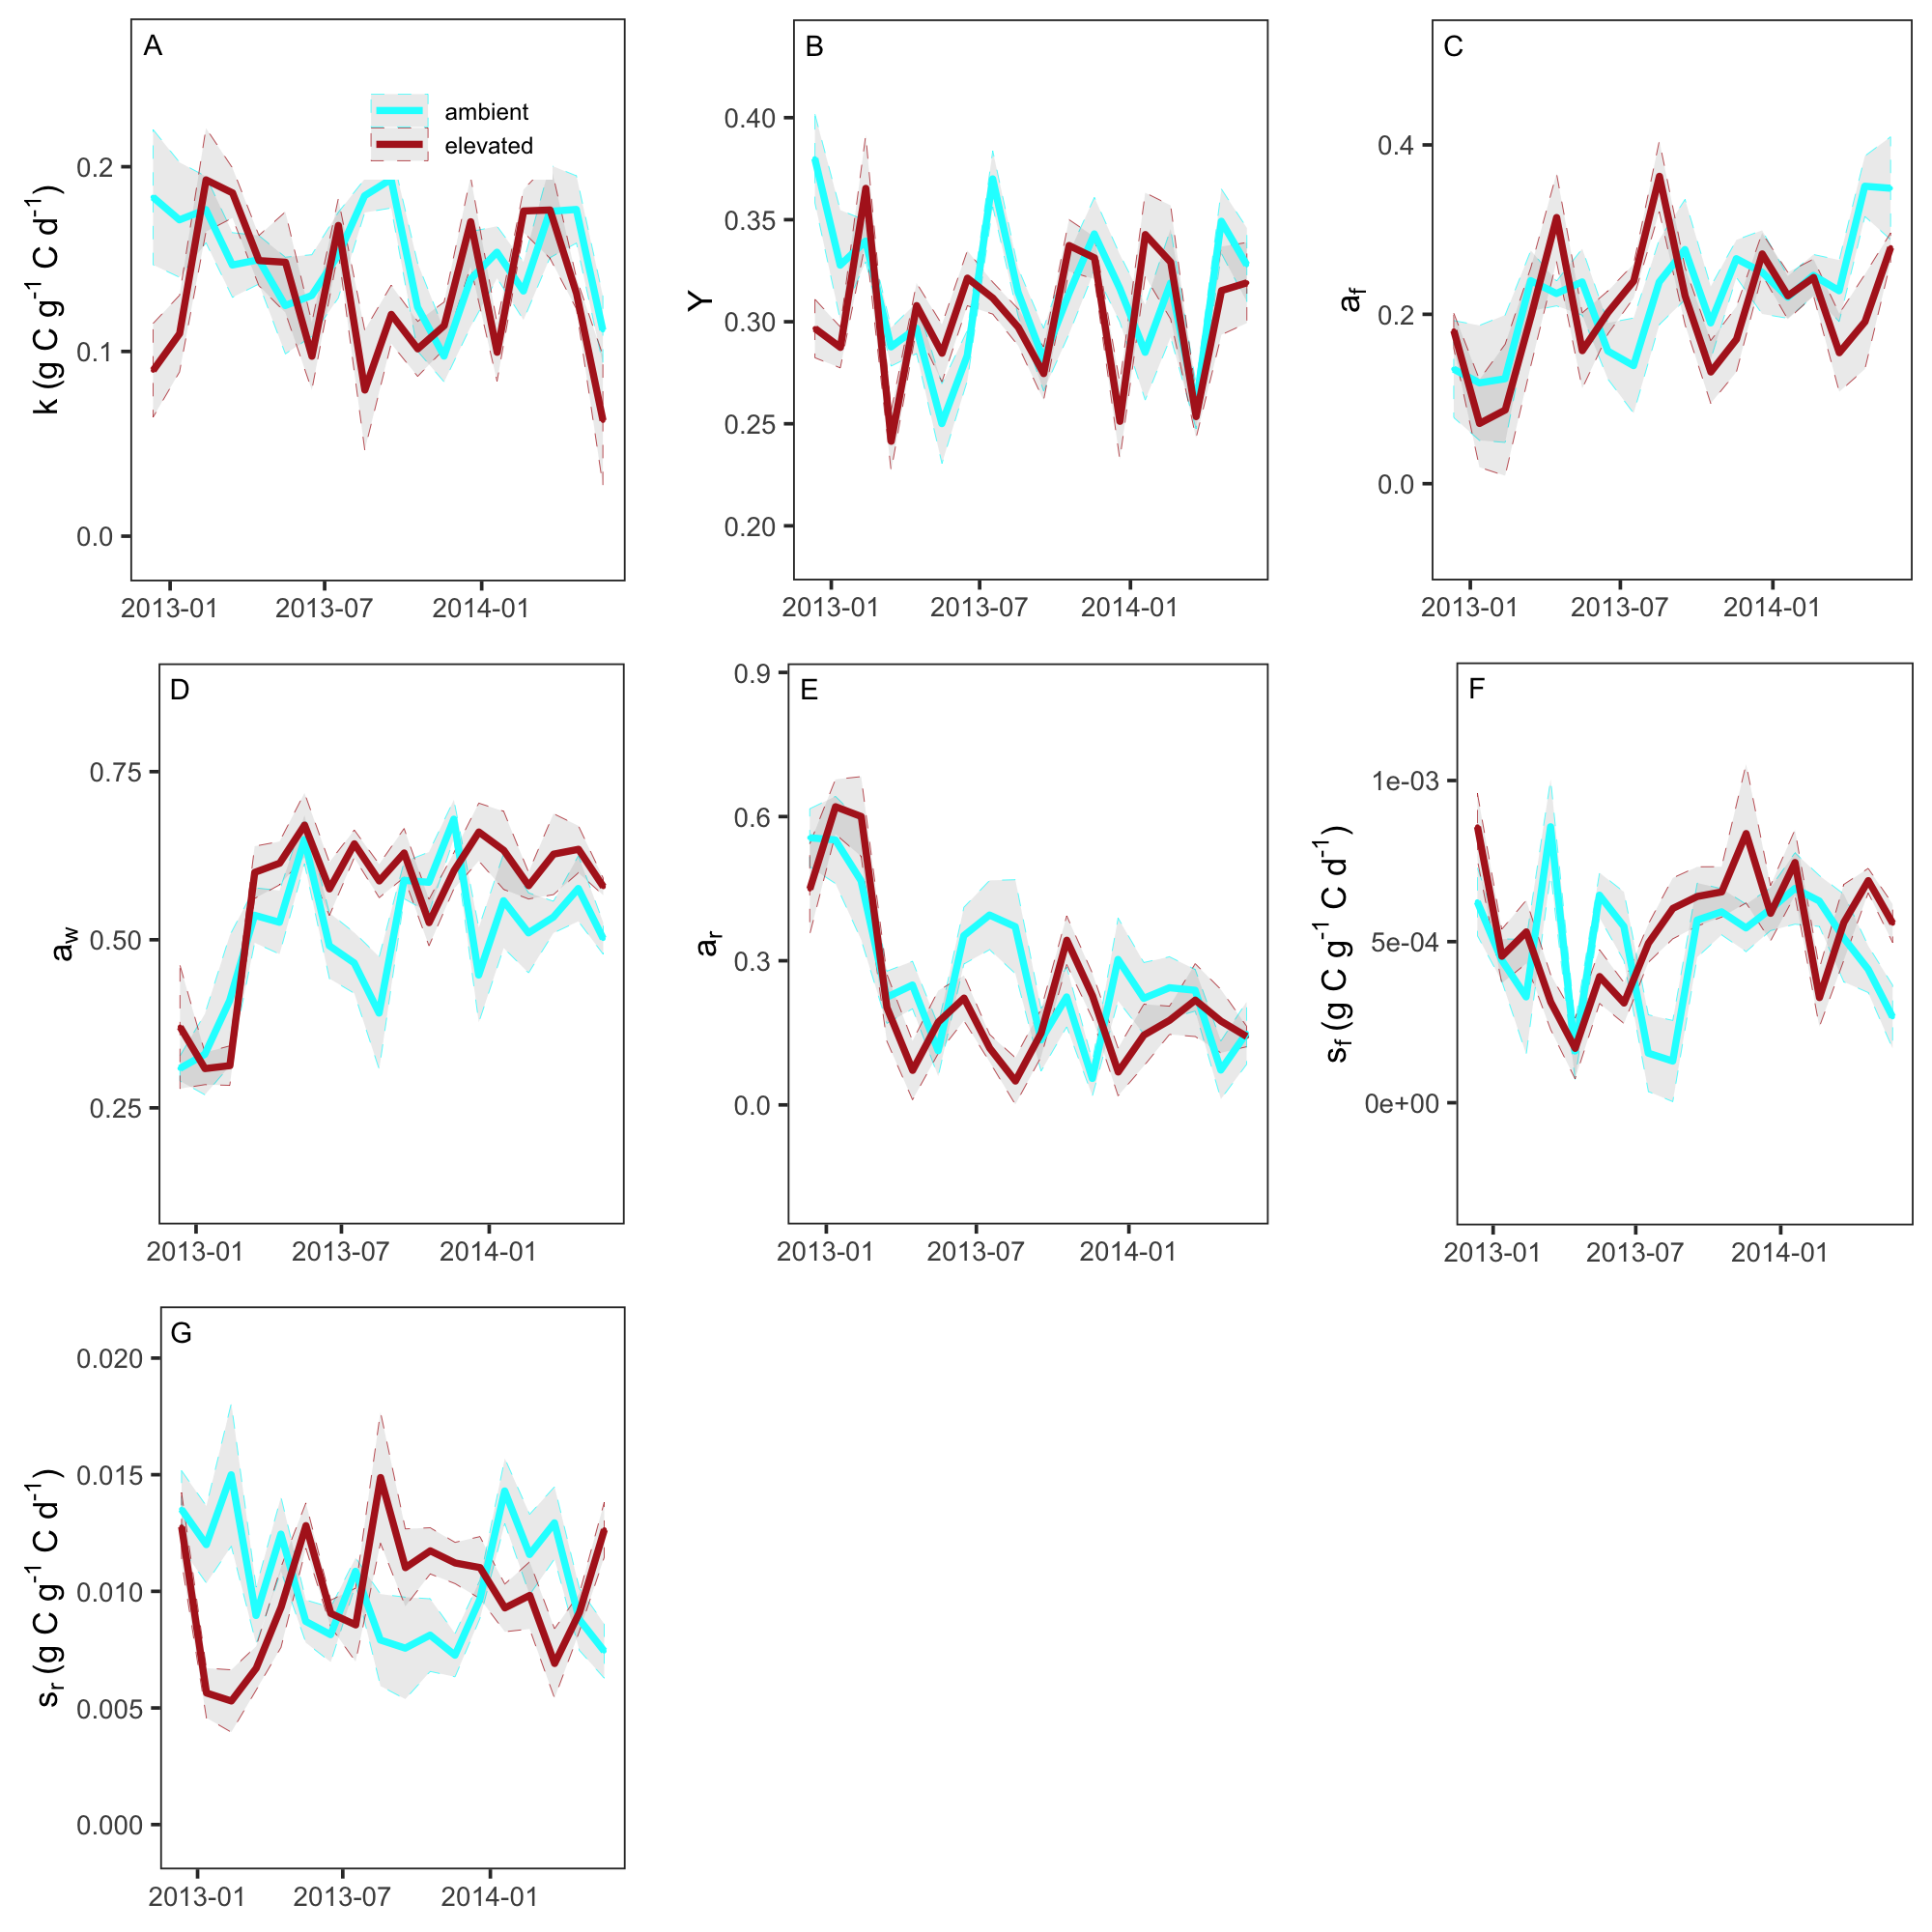 A
ambient
elevated
k (g C g⁻¹ C d⁻¹)
0.2
0.1
0.0
2013-01 2013-07 2014-01
B
Y
0.40
0.35
0.30
0.25
0.20
2013-01 2013-07 2014-01
C
a_f
0.4
0.2
0.0
2013-01 2013-07 2014-01
D
a_w
0.75
0.50
0.25
2013-01 2013-07 2014-01
E
a_r
0.9
0.6
0.3
0.0
2013-01 2013-07 2014-01
F
s_f (g C g⁻¹ C d⁻¹)
1e-03
5e-04
0e+00
2013-01 2013-07 2014-01
G
s_r (g C g⁻¹ C d⁻¹)
0.020
0.015
0.010
0.005
0.000
2013-01 2013-07 2014-01